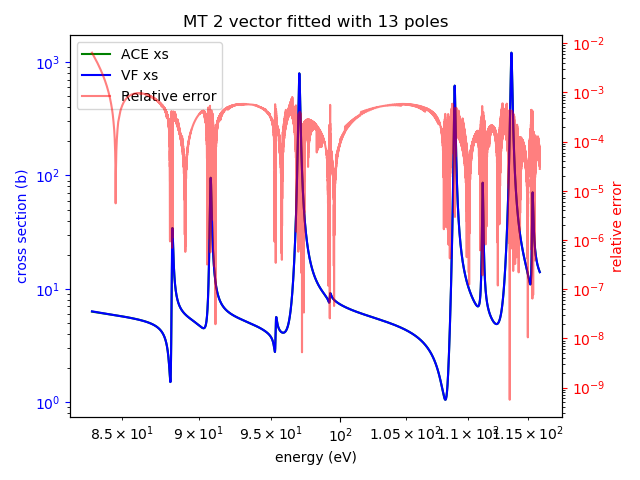 MT 2 vector fitted with 13 poles
ACE xs
VF xs
Relative error
cross section (b)
10³
10²
10¹
10⁰
10⁻²
10⁻³
10⁻⁴
10⁻⁵
10⁻⁶
10⁻⁷
10⁻⁸
10⁻⁹
relative error
8.5 × 10¹ 9 × 10¹ 9.5 × 10¹ 10² 1.05 × 10² 1.1 × 10² 1.15 × 10²
energy (eV)